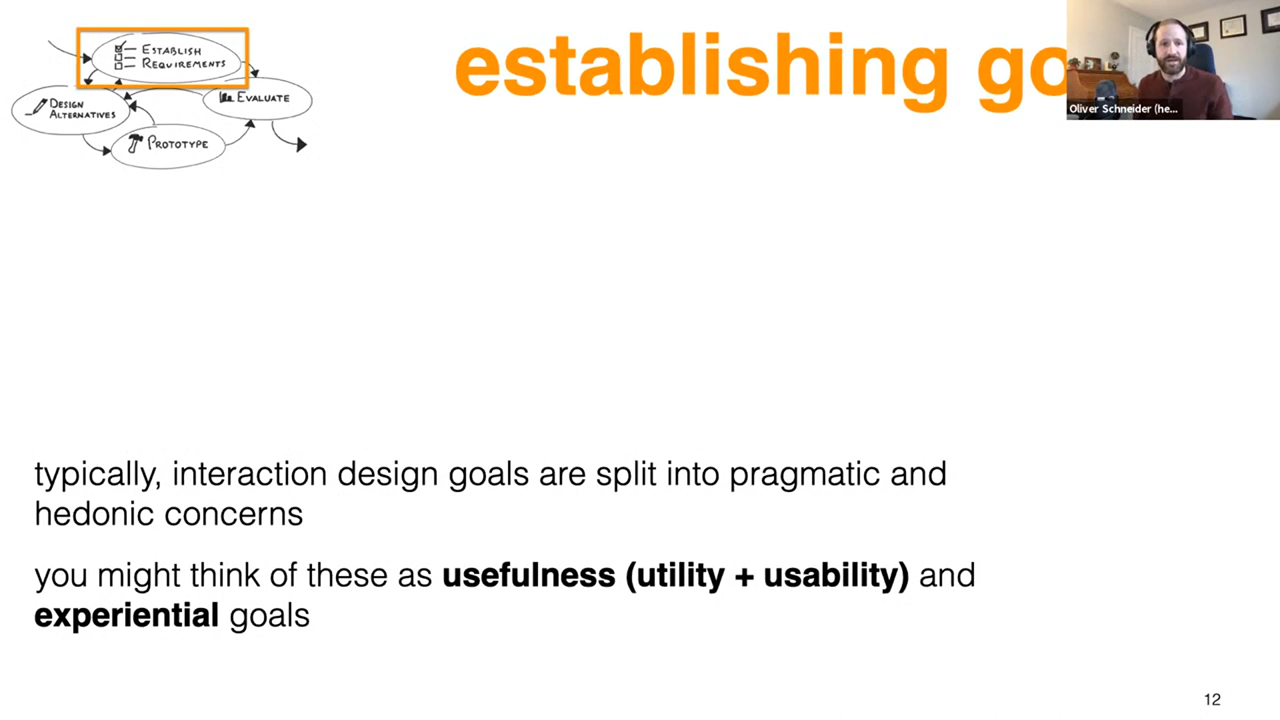 ESTABLISH
REQUIREMENTS
DESIGN
ALTERNATIVES
EVALUATE
PROTOTYPE
establishing go
Oliver Schneider (he...
typically, interaction design goals are split into pragmatic and
hedonic concerns
you might think of these as usefulness (utility + usability) and
experiential goals
12